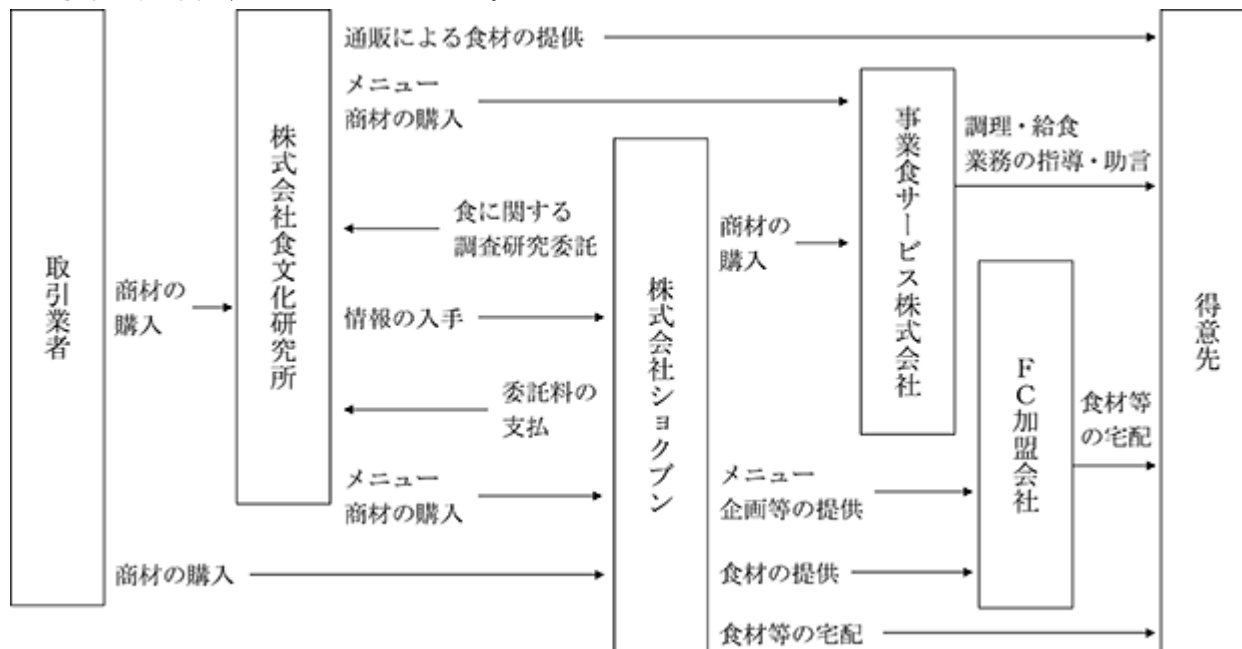 取引業者
商材の
購入
商材の購入
株式会社食文化研究所
通販による食材の提供
メニュー
商材の購入
食に関する
調査研究委託
情報の入手
委託料の
支払
メニュー
商材の購入
株式会社ショクブン
商材の
購入
メニュー
企画等の提供
食材の提供
食材等の宅配
事業食サービス株式会社
調理・給食
業務の指導・助言
FC加盟会社
食材等
の宅配
得意先